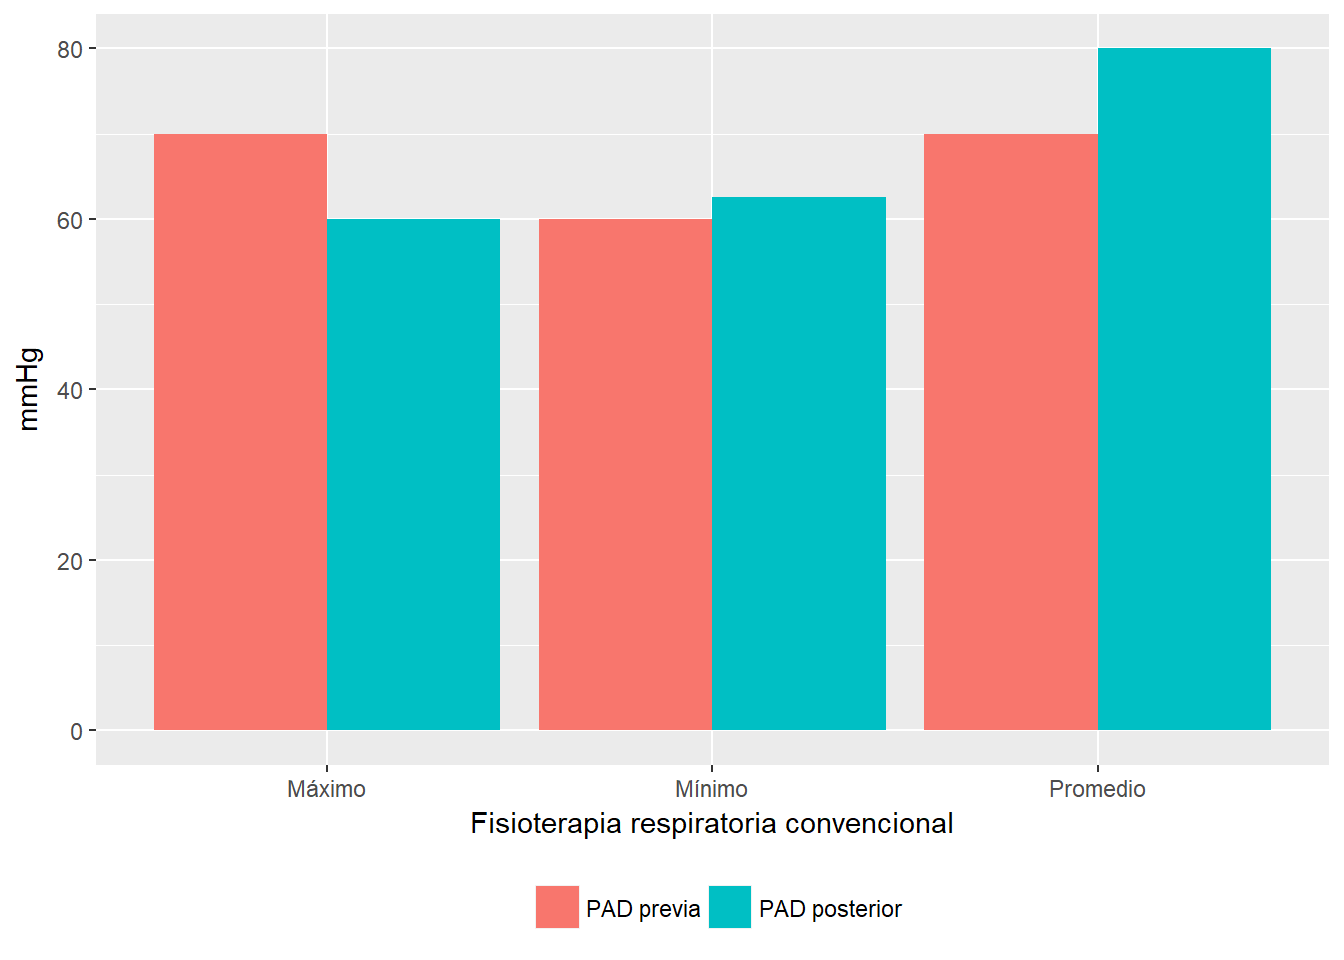 80
60
40
20
0
mmHg
Máximo Mínimo Promedio
Fisioterapia respiratoria convencional
PAD previa PAD posterior